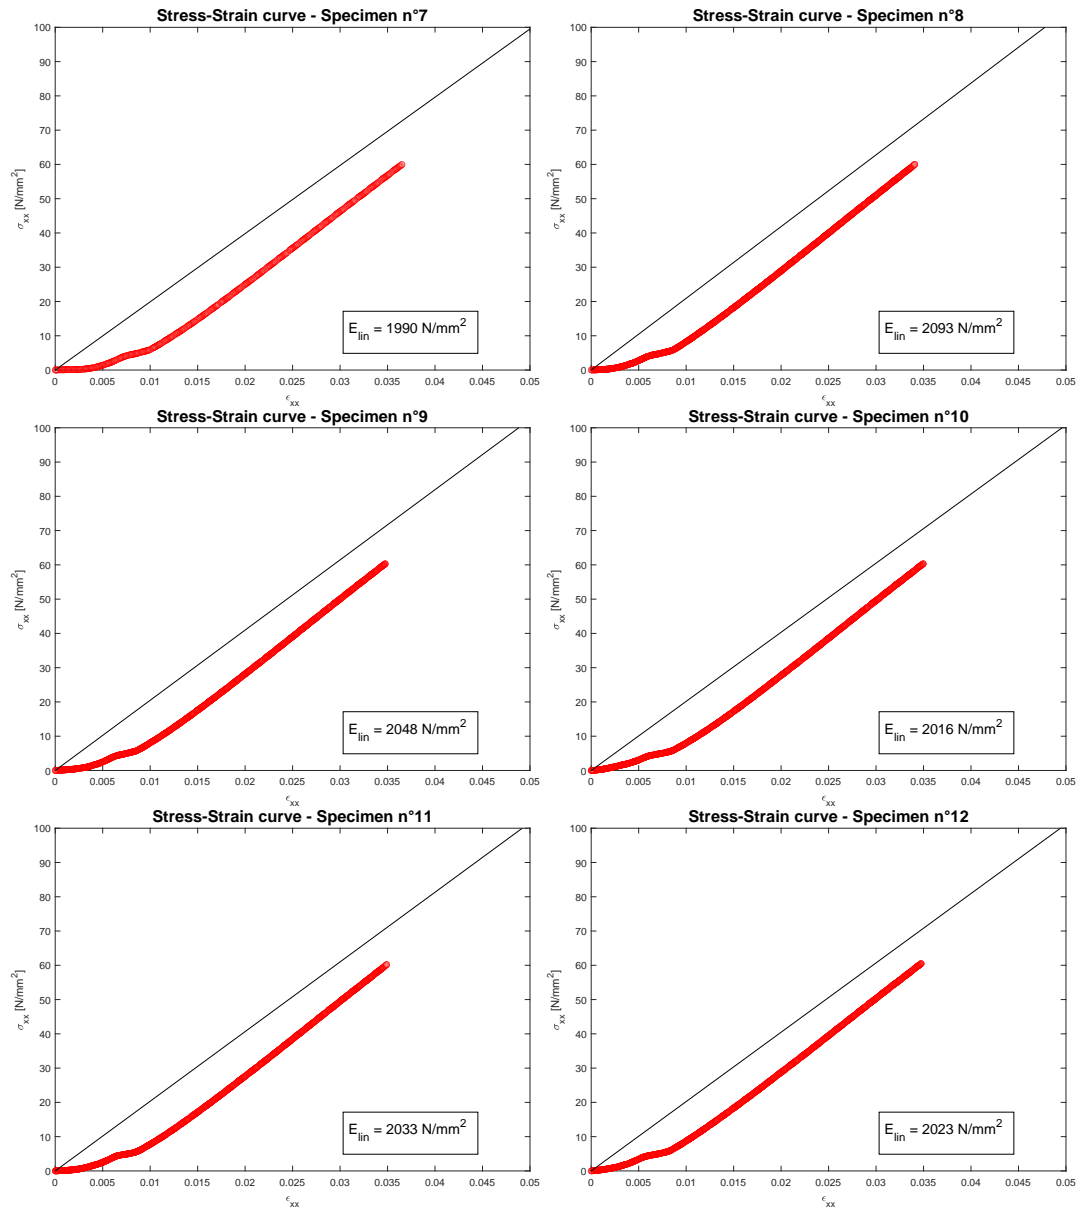 Stress-Strain curve - Specimen n°7
100
90
80
70
60
50
40
30
20
10
0
σxx [N/mm2]
Elin = 1990 N/mm2
0 0.005 0.01 0.015 0.02 0.025 0.03 0.035 0.04 0.045 0.05
ϵxx
Stress-Strain curve - Specimen n°8
100
90
80
70
60
50
40
30
20
10
0
σxx [N/mm2]
Elin = 2093 N/mm2
0 0.005 0.01 0.015 0.02 0.025 0.03 0.035 0.04 0.045 0.05
ϵxx
Stress-Strain curve - Specimen n°9
100
90
80
70
60
50
40
30
20
10
0
σxx [N/mm2]
Elin = 2048 N/mm2
0 0.005 0.01 0.015 0.02 0.025 0.03 0.035 0.04 0.045 0.05
ϵxx
Stress-Strain curve - Specimen n°10
100
90
80
70
60
50
40
30
20
10
0
σxx [N/mm2]
Elin = 2016 N/mm2
0 0.005 0.01 0.015 0.02 0.025 0.03 0.035 0.04 0.045 0.05
ϵxx
Stress-Strain curve - Specimen n°11
100
90
80
70
60
50
40
30
20
10
0
σxx [N/mm2]
Elin = 2033 N/mm2
0 0.005 0.01 0.015 0.02 0.025 0.03 0.035 0.04 0.045 0.05
ϵxx
Stress-Strain curve - Specimen n°12
100
90
80
70
60
50
40
30
20
10
0
σxx [N/mm2]
Elin = 2023 N/mm2
0 0.005 0.01 0.015 0.02 0.025 0.03 0.035 0.04 0.045 0.05
ϵxx